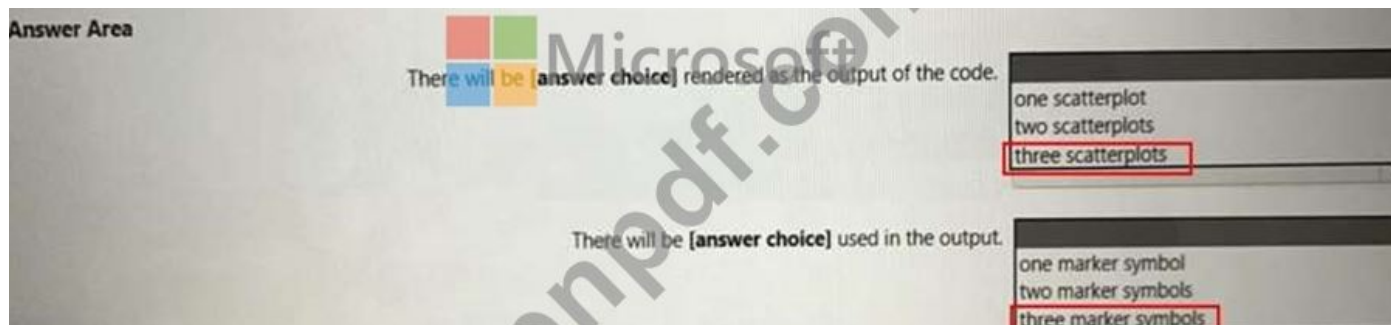 Answer Area
Microsoft
There will be [answer choice] rendered as the output of the code.
one scatterplot
two scatterplots
three scatterplots
There will be [answer choice] used in the output.
one marker symbol
two marker symbols
three marker symbols
npdf.com